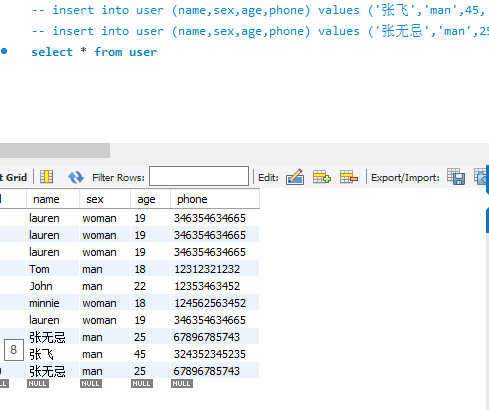 -- insert into user (name,sex,age,phone) values ('张飞','man',45,
-- insert into user (name,sex,age,phone) values ('张无忌','man',25
select * from user
t Grid Filter Rows: Edit: Export/Import:
name sex age phone
lauren woman 19 346354634665
lauren woman 19 346354634665
lauren woman 19 346354634665
Tom man 18 12312321232
John man 22 12353463452
minnie woman 18 124562563452
lauren woman 19 346354634665
张无忌 man 25 67896785743
8
张飞 man 45 324352345235
张无忌 man 25 67896785743
NULL NULL NULL NULL NULL